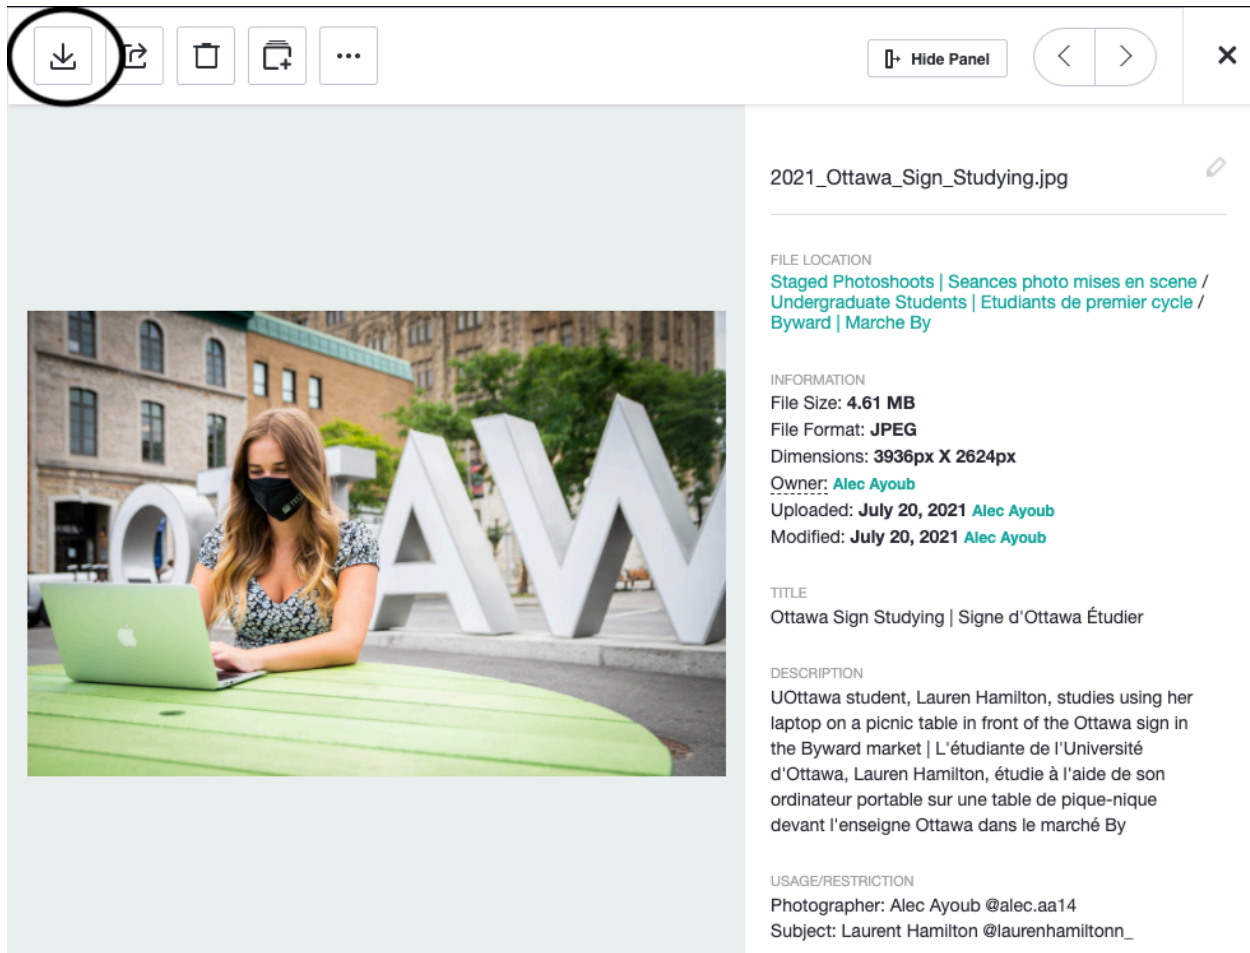 Hide Panel
2021_Ottawa_Sign_Studying.jpg
FILE LOCATION
Staged Photoshoots | Seances photo mises en scene /
Undergraduate Students | Etudiants de premier cycle /
Byward | Marche By
INFORMATION
File Size: 4.61 MB
File Format: JPEG
Dimensions: 3936px X 2624px
Owner: Alec Ayoub
Uploaded: July 20, 2021 Alec Ayoub
Modified: July 20, 2021 Alec Ayoub
TITLE
Ottawa Sign Studying | Signe d'Ottawa Étudier
DESCRIPTION
UOttawa student, Lauren Hamilton, studies using her
laptop on a picnic table in front of the Ottawa sign in
the Byward market | L'étudiante de l'Université
d'Ottawa, Lauren Hamilton, étudie à l'aide de son
ordinateur portable sur une table de pique-nique
devant l'enseigne Ottawa dans le marché By
USAGE/RESTRICTION
Photographer: Alec Ayoub @alec.aa14
Subject: Laurent Hamilton @laurenhamiltonn_